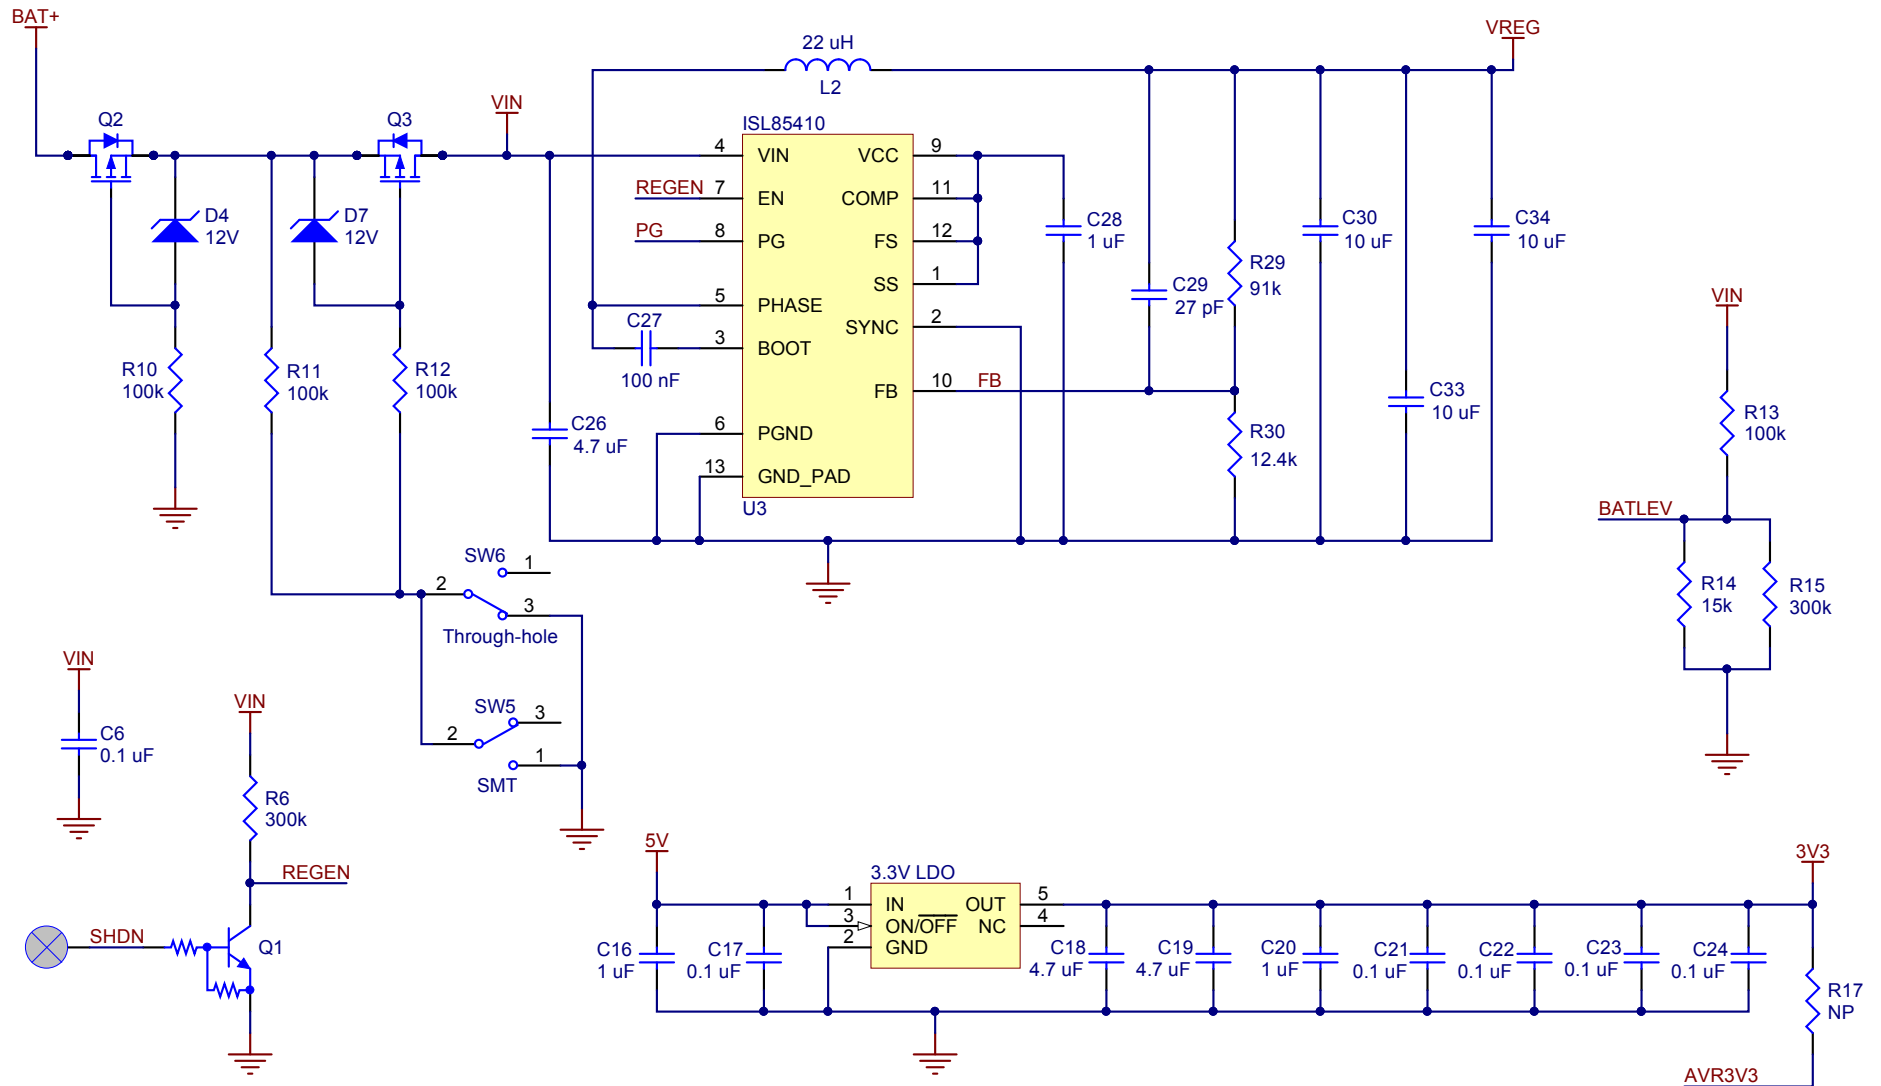 BAT+
VREG
22 uH
L2
VIN
Q2
Q3
ISL85410
4 VIN VCC 9
REGEN 7 EN COMP 11
PG 8 PG FS 12
SS 1
5 PHASE
SYNC 2
C27
3 BOOT
100 nF
FB 10 FB
6 PGND
13 GND_PAD
U3
D4
12V
D7
12V
R10
100k
R11
100k
R12
100k
C26
4.7 uF
C28
1 uF
C29
27 pF
R29
91k
R30
12.4k
C30
10 uF
C33
10 uF
C34
10 uF
VIN
R13
100k
BATLEV
R14
15k
R15
300k
SW6
1
2
3
Through-hole
SW5
3
2
1
SMT
VIN
C6
0.1 uF
VIN
R6
300k
REGEN
SHDN
Q1
5V
3.3V LDO
1 IN OUT 5
3 ON/OFF NC 4
2 GND
C16
1 uF
C17
0.1 uF
C18
4.7 uF
C19
4.7 uF
C20
1 uF
C21
0.1 uF
C22
0.1 uF
C23
0.1 uF
C24
0.1 uF
3V3
R17
NP
AVR3V3